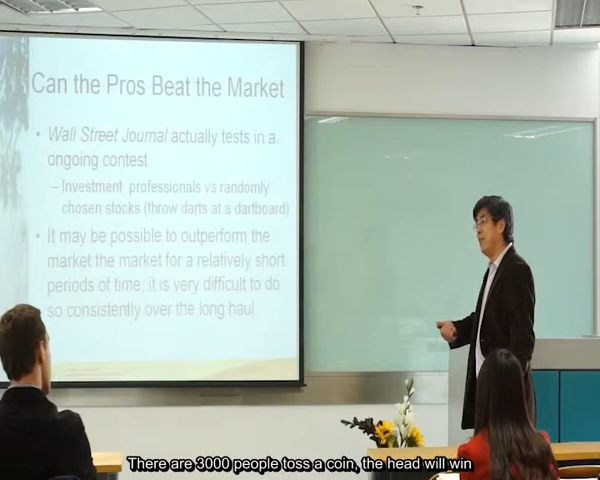 Can the Pros Beat the Market
• Wall Street Journal actually tests in a
ongoing contest
– Investment professionals vs randomly
chosen stocks (throw darts at a dartboard)
• It may be possible to outperform the
market the market for a relatively short
periods of time, it is very difficult to do
so consistently over the long haul
There are 3000 people toss a coin, the head will win